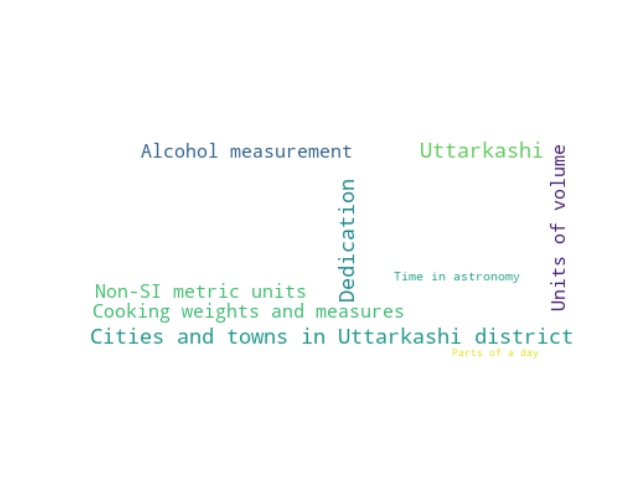 Alcohol measurement
Uttarkashi
Units of volume
Dedication
Time in astronomy
Non-SI metric units
Cooking weights and measures
Cities and towns in Uttarkashi district
Parts of a day